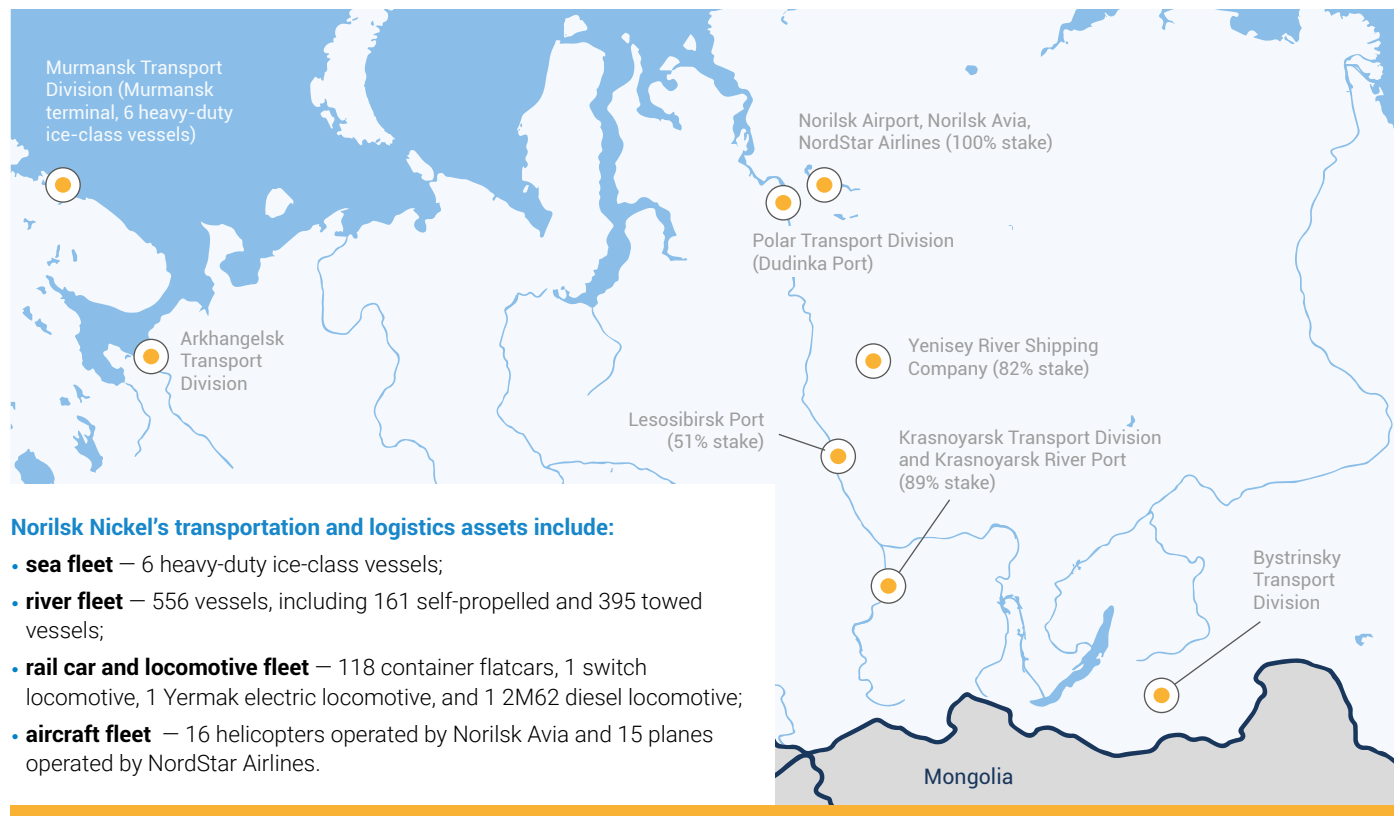 Murmansk Transport
Division (Murmansk
terminal, 6 heavy-duty
ice-class vessels)
Norilsk Airport, Norilsk Avia,
NordStar Airlines (100% stake)
Polar Transport Division
(Dudinka Port)
Arkhangelsk
Transport
Division
Yenisey River Shipping
Company (82% stake)
Lesosibirsk Port
(51% stake)
Krasnoyarsk Transport Division
and Krasnoyarsk River Port
(89% stake)
Bystrinsky
Transport
Division
Mongolia
Norilsk Nickel's transportation and logistics assets include:
• sea fleet — 6 heavy-duty ice-class vessels;
• river fleet — 556 vessels, including 161 self-propelled and 395 towed
vessels;
• rail car and locomotive fleet — 118 container flatcars, 1 switch
locomotive, 1 Yermak electric locomotive, and 1 2M62 diesel locomotive;
• aircraft fleet — 16 helicopters operated by Norilsk Avia and 15 planes
operated by NordStar Airlines.